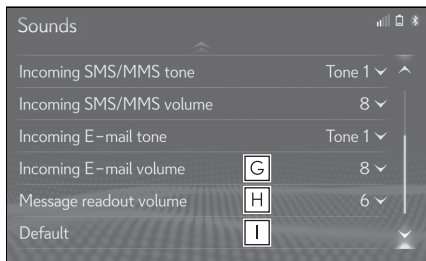 Sounds
Incoming SMS/MMS tone Tone 1
Incoming SMS/MMS volume 8
Incoming E-mail tone Tone 1
Incoming E-mail volume G 8
Message readout volume H 6
Default I